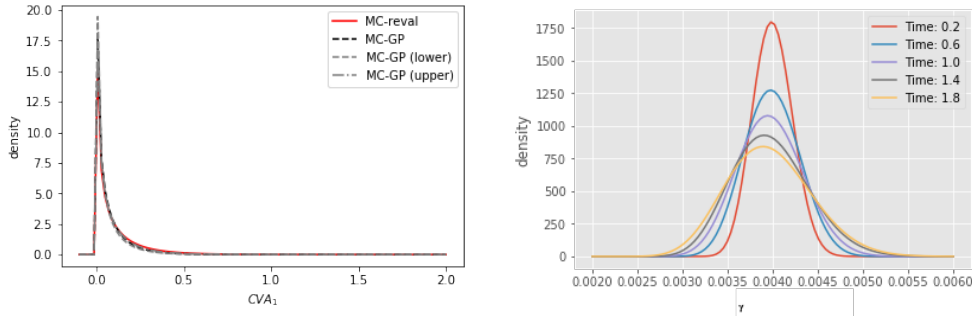 20.0
17.5
15.0
12.5
10.0
7.5
5.0
2.5
0.0
density
0.0 0.5 1.0 1.5 2.0
CVA₁
MC-reval
MC-GP
MC-GP (lower)
MC-GP (upper)
1750
1500
1250
1000
750
500
250
0
density
0.0020 0.0025 0.0030 0.0035 0.0040 0.0045 0.0050 0.0055 0.0060
γ
Time: 0.2
Time: 0.6
Time: 1.0
Time: 1.4
Time: 1.8